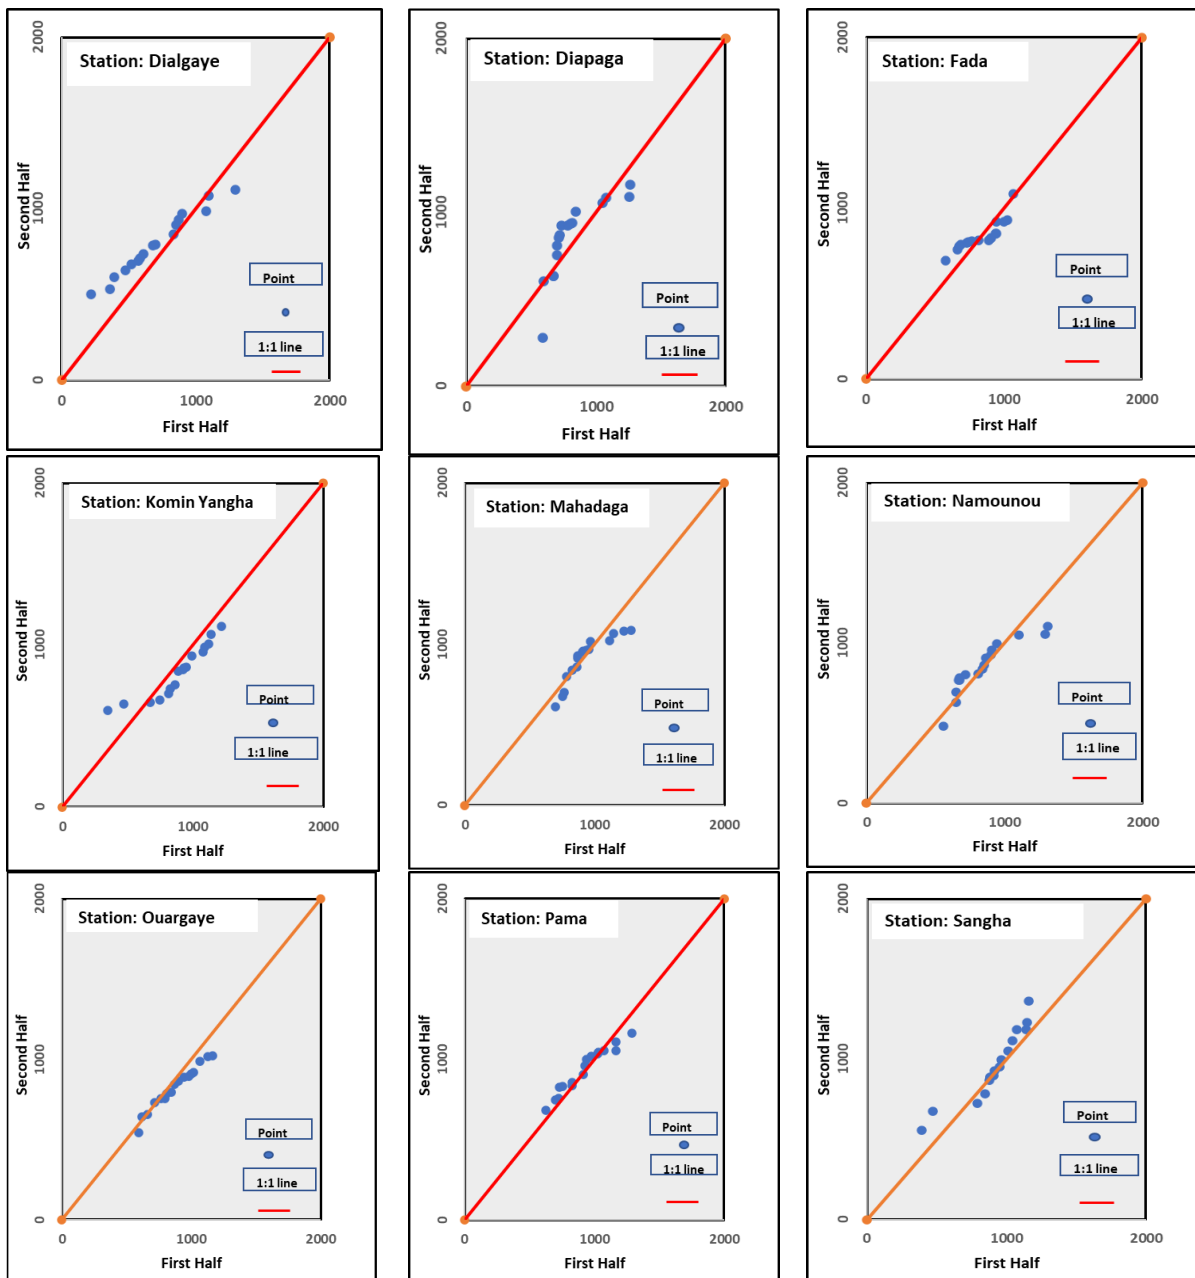 Station: Dialgaye
2000
Second Half
1000
Point
1:1 line
0
0 1000 2000
First Half
Station: Diapaga
2000
Second Half
1000
Point
1:1 line
0
0 1000 2000
First Half
Station: Fada
2000
Second Half
1000
Point
1:1 line
0
0 1000 2000
First Half
Station: Komin Yangha
2000
Second Half
1000
Point
1:1 line
0
0 1000 2000
First Half
Station: Mahadaga
2000
Second Half
1000
Point
1:1 line
0
0 1000 2000
First Half
Station: Namounou
2000
Second Half
1000
Point
1:1 line
0
0 1000 2000
First Half
Station: Ouargaye
2000
Second Half
1000
Point
1:1 line
0
0 1000 2000
First Half
Station: Pama
2000
Second Half
1000
Point
1:1 line
0
0 1000 2000
First Half
Station: Sangha
2000
Second Half
1000
Point
1:1 line
0
0 1000 2000
First Half